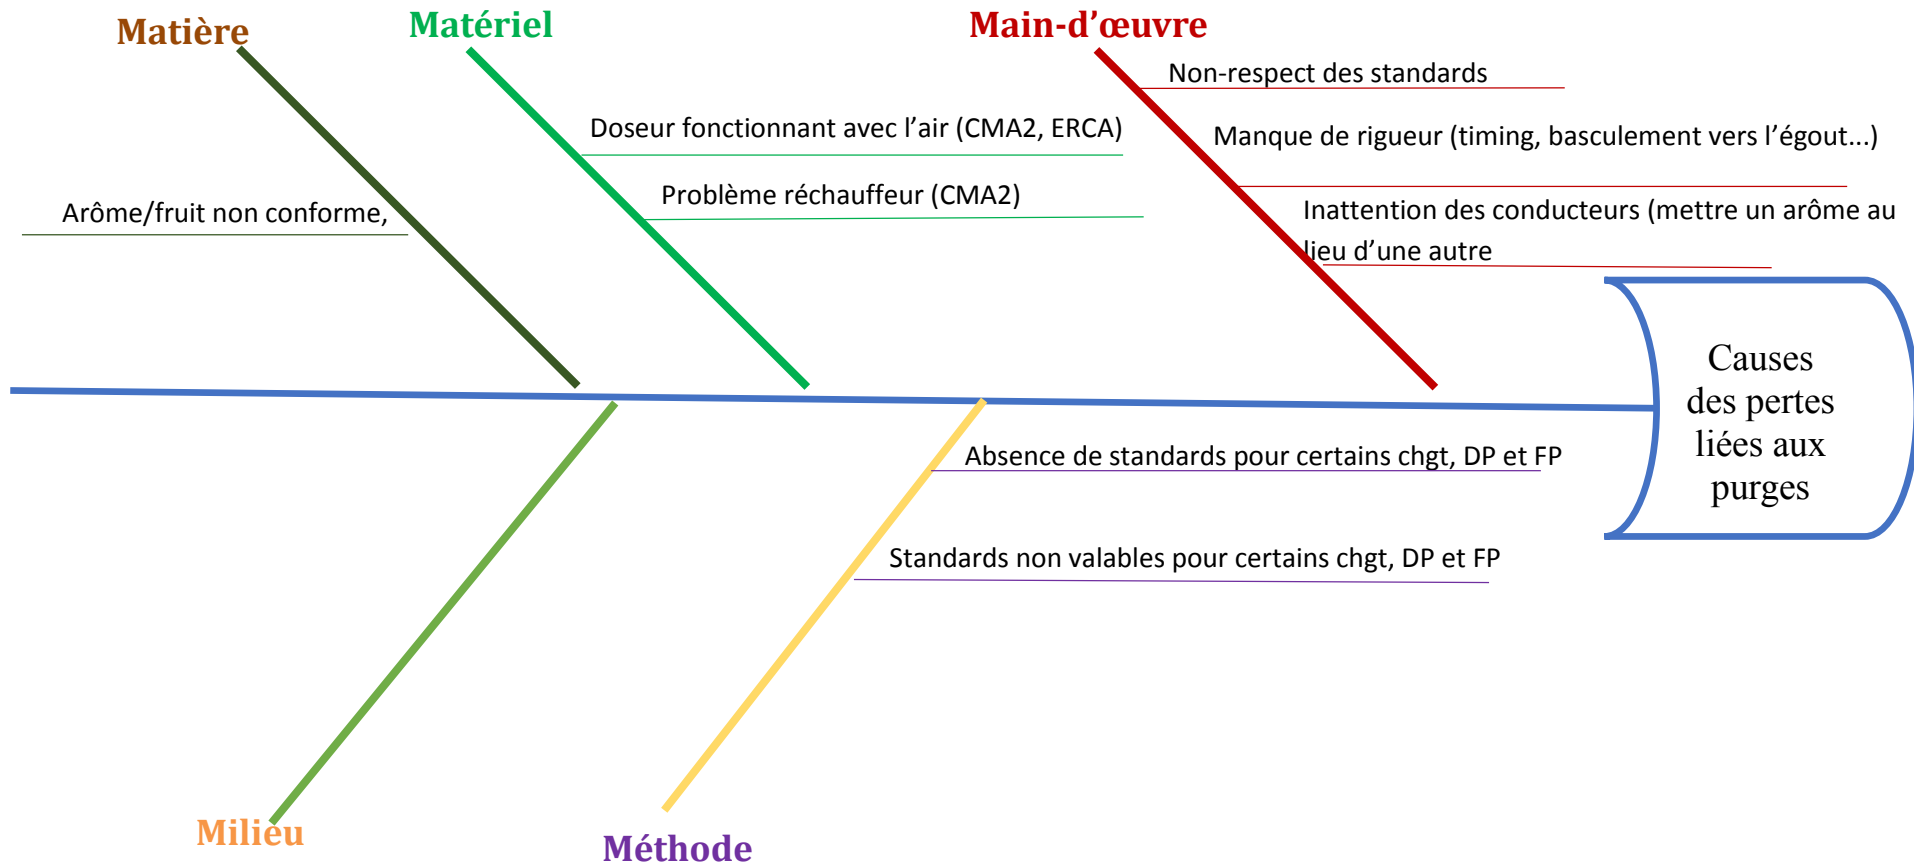 Matière
Matériel
Main-d’œuvre
Non-respect des standards
Doseur fonctionnant avec l’air (CMA2, ERCA)
Manque de rigueur (timing, basculement vers l’égout...)
Problème réchauffeur (CMA2)
Arôme/fruit non conforme,
Inattention des conducteurs (mettre un arôme au
lieu d’une autre
Causes
des pertes
liées aux
purges
Absence de standards pour certains chgt, DP et FP
Standards non valables pour certains chgt, DP et FP
Milieu
Méthode